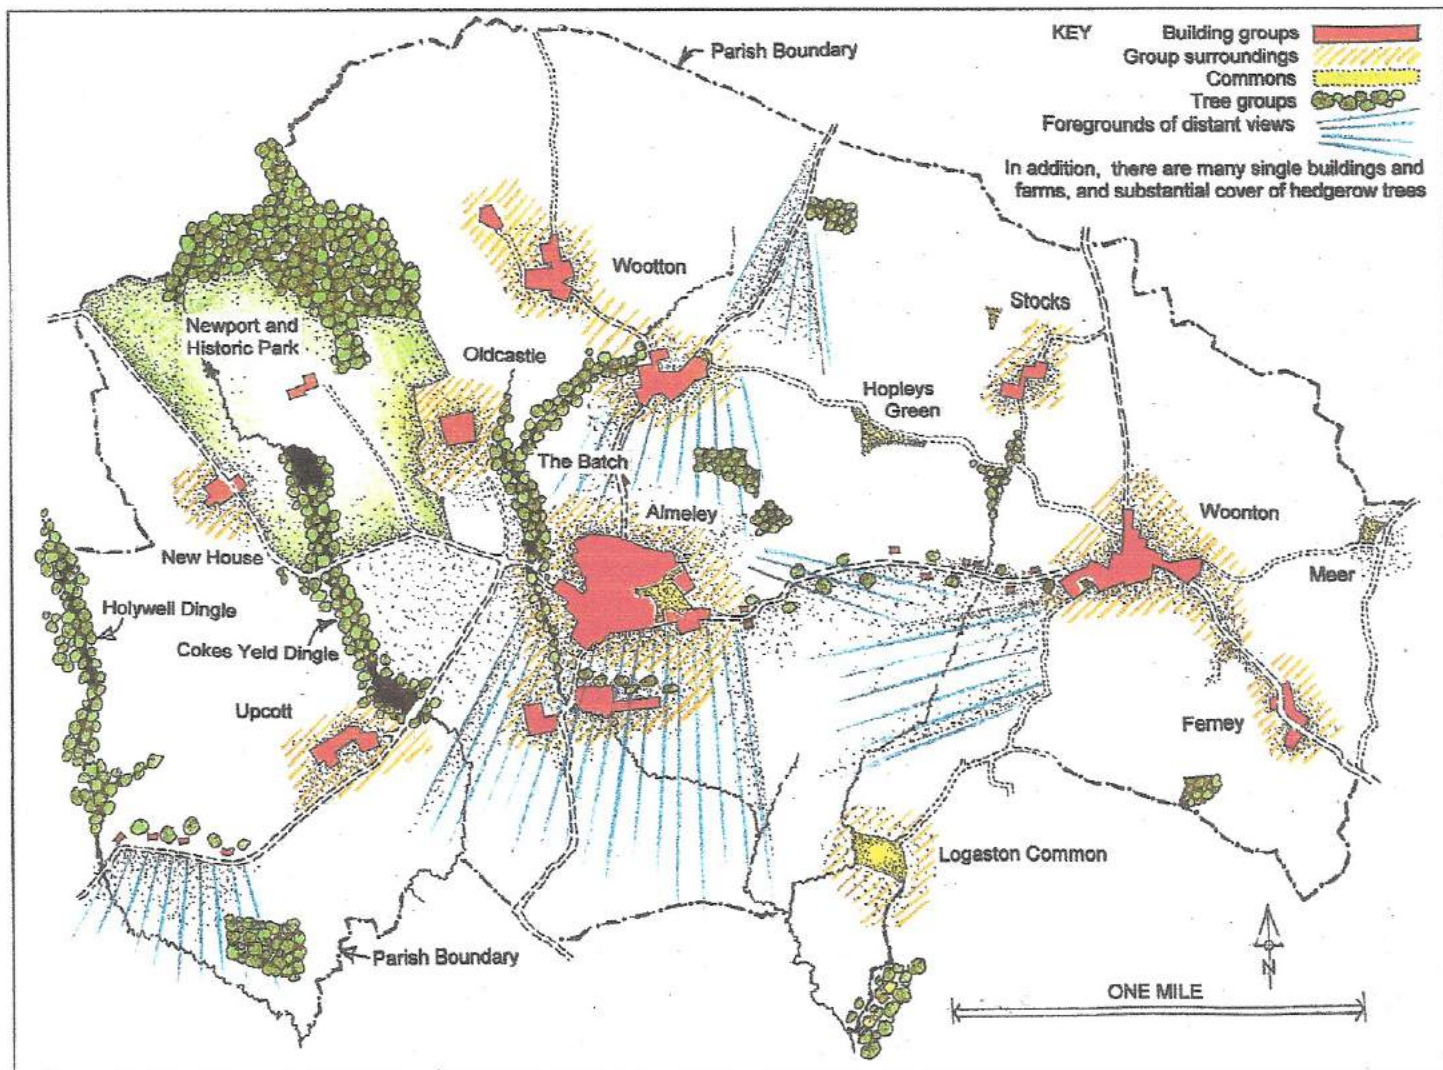 KEY
Building groups
Group surroundings
Commons
Tree groups
Foregrounds of distant views
In addition, there are many single buildings and
farms, and substantial cover of hedgerow trees
Parish Boundary
Wootton
Stocks
Newport and
Historic Park
Oldcastle
Hopleys
Green
The Batch
Almeley
Woonton
New House
Meer
Holywell Dingle
Cokes Yeld Dingle
Upcott
Ferney
Logaston Common
Parish Boundary
N
ONE MILE